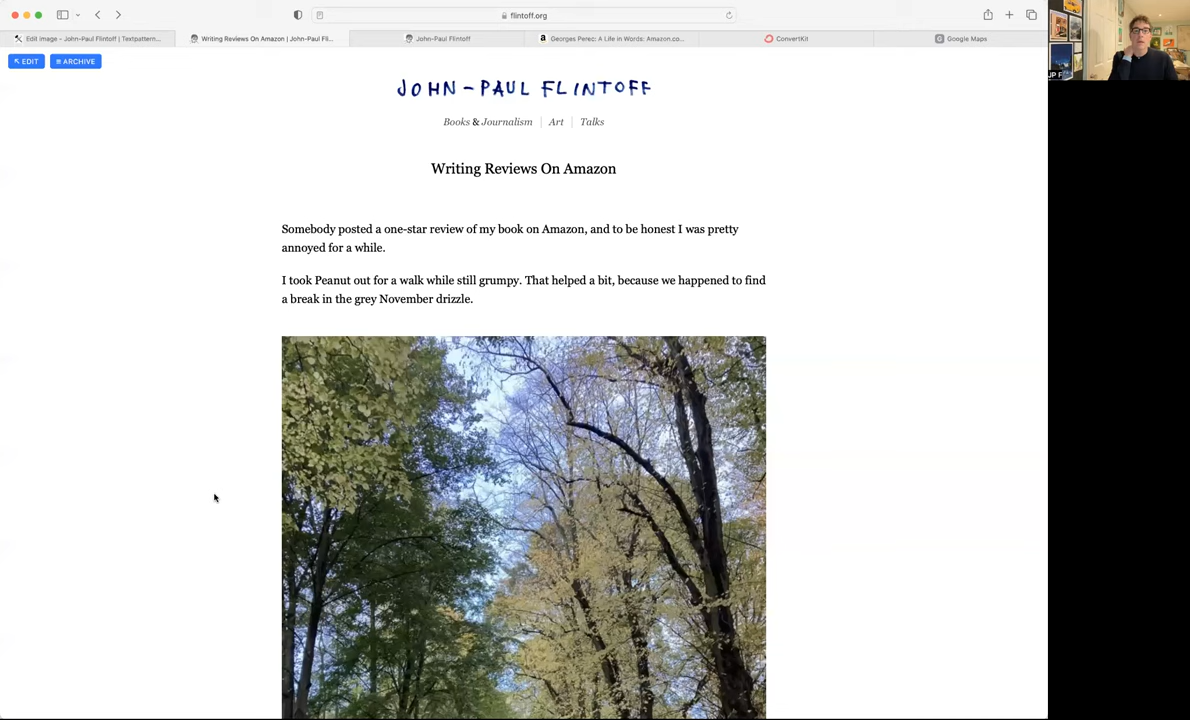 flintoff.org
Edit image - John-Paul Flintoff | Textpattern...
Writing Reviews On Amazon | John-Paul Fli...
John-Paul Flintoff
Georges Perec: A Life in Words: Amazon.co...
ConvertKit
Google Maps
EDIT
ARCHIVE
JP F
JOHN-PAUL FLINTOFF
Books & Journalism | Art | Talks
Writing Reviews On Amazon
Somebody posted a one-star review of my book on Amazon, and to be honest I was pretty
annoyed for a while.
I took Peanut out for a walk while still grumpy. That helped a bit, because we happened to find
a break in the grey November drizzle.